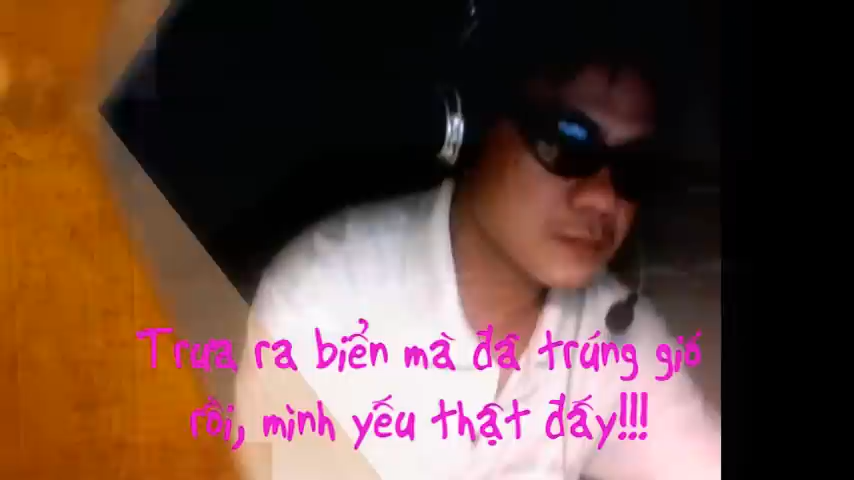 Trưa ra biển mà đã trúng gió
rồi, mình yếu thật đấy!!!